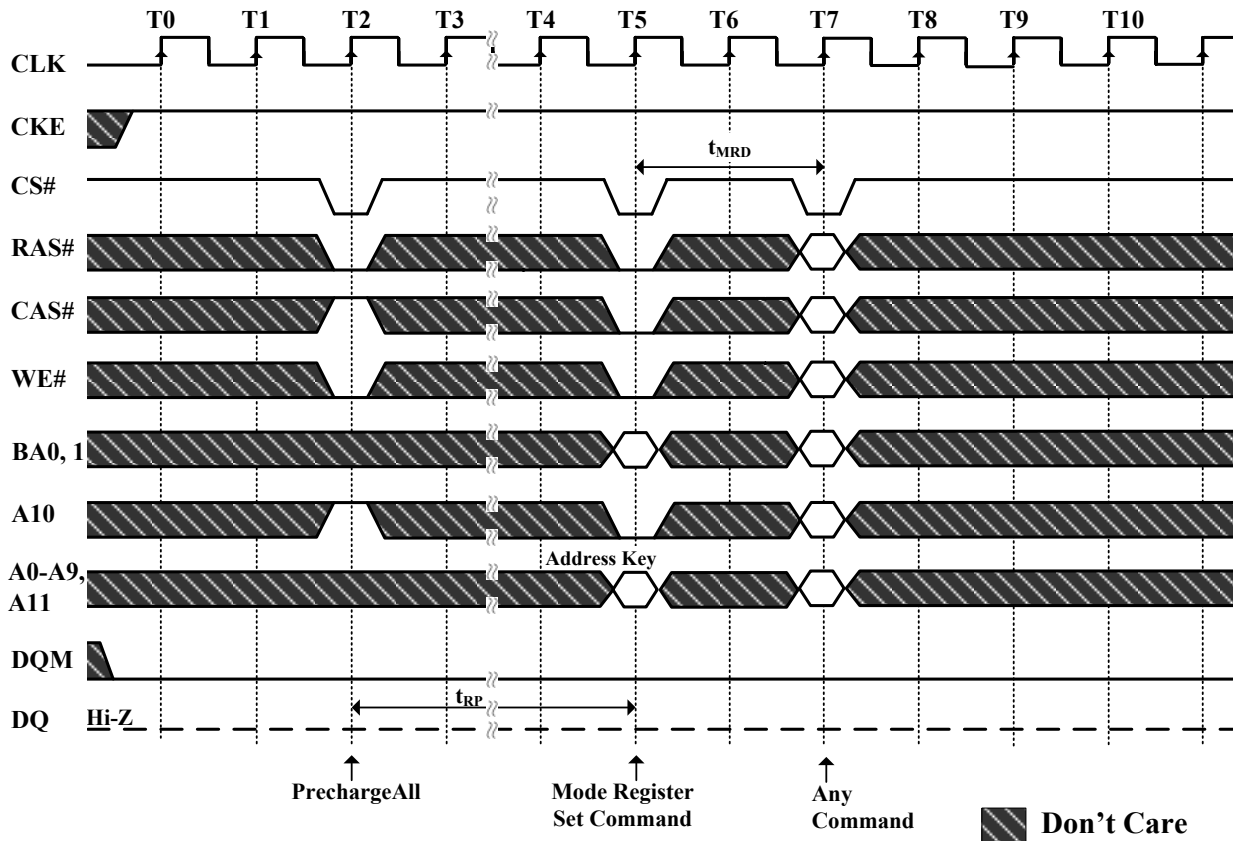 T0 T1 T2 T3 T4 T5 T6 T7 T8 T9 T10
CLK
CKE
tMRD
CS#
RAS#
CAS#
WE#
BA0, 1
A10
Address Key
A0-A9,
A11
DQM
tRP
DQ Hi-Z
PrechargeAll
Mode Register
Set Command
Any
Command
Don't Care